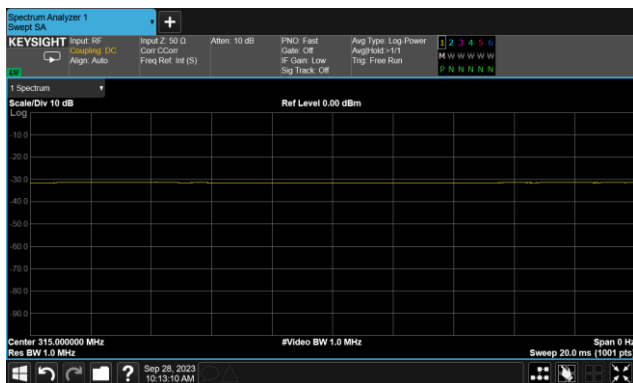 Spectrum Analyzer 1
Swept SA
+
KEYSIGHT Input: RF
Coupling: DC
Align: Auto
Input Z: 50 Ω
Corr CCorr
Freq Ref: Int (S)
Atten: 10 dB
PNO: Fast
Gate: Off
IF Gain: Low
Sig Track: Off
Avg Type: Log-Power
Avg|Hold:>1/1
Trig: Free Run
1 2 3 4 5 6
M W W W W W
P N N N N N
1 Spectrum
Scale/Div 10 dB
Ref Level 0.00 dBm
Log
-10.0
-20.0
-30.0
-40.0
-50.0
-60.0
-70.0
-80.0
-90.0
Center 315.000000 MHz
#Video BW 1.0 MHz
Span 0 Hz
Res BW 1.0 MHz
Sweep 20.0 ms (1001 pts)
?
Sep 28, 2023
10:13:10 AM